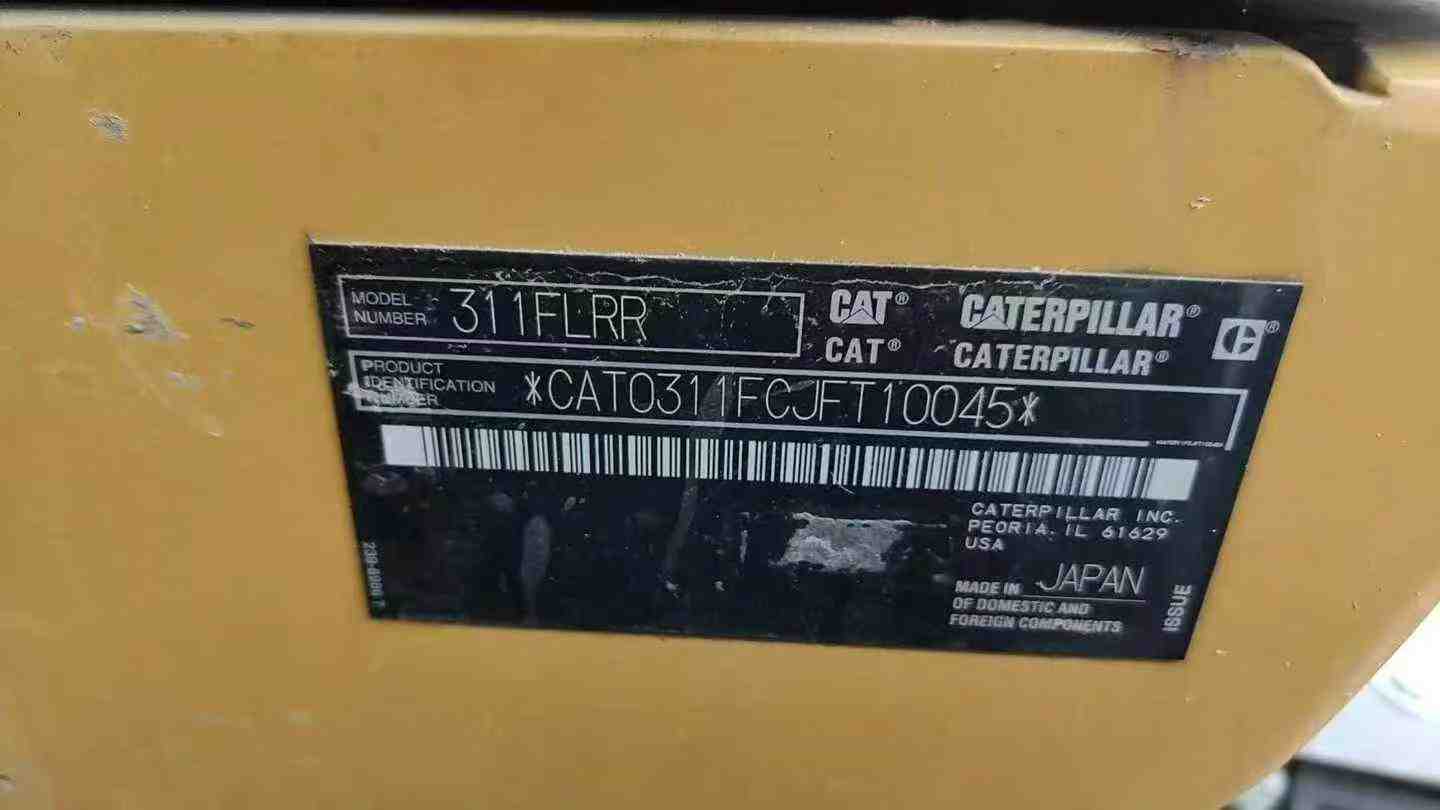 MODEL NUMBER 311FLRR
CAT® CATERPILLAR®
CAT® CATERPILLAR®
PRODUCT IDENTIFICATION NUMBER *CAT0311FCJFT10045*
CATERPILLAR INC.
PEORIA, IL 61629
USA
MADE IN JAPAN
OF DOMESTIC AND
FOREIGN COMPONENTS
ISSUE